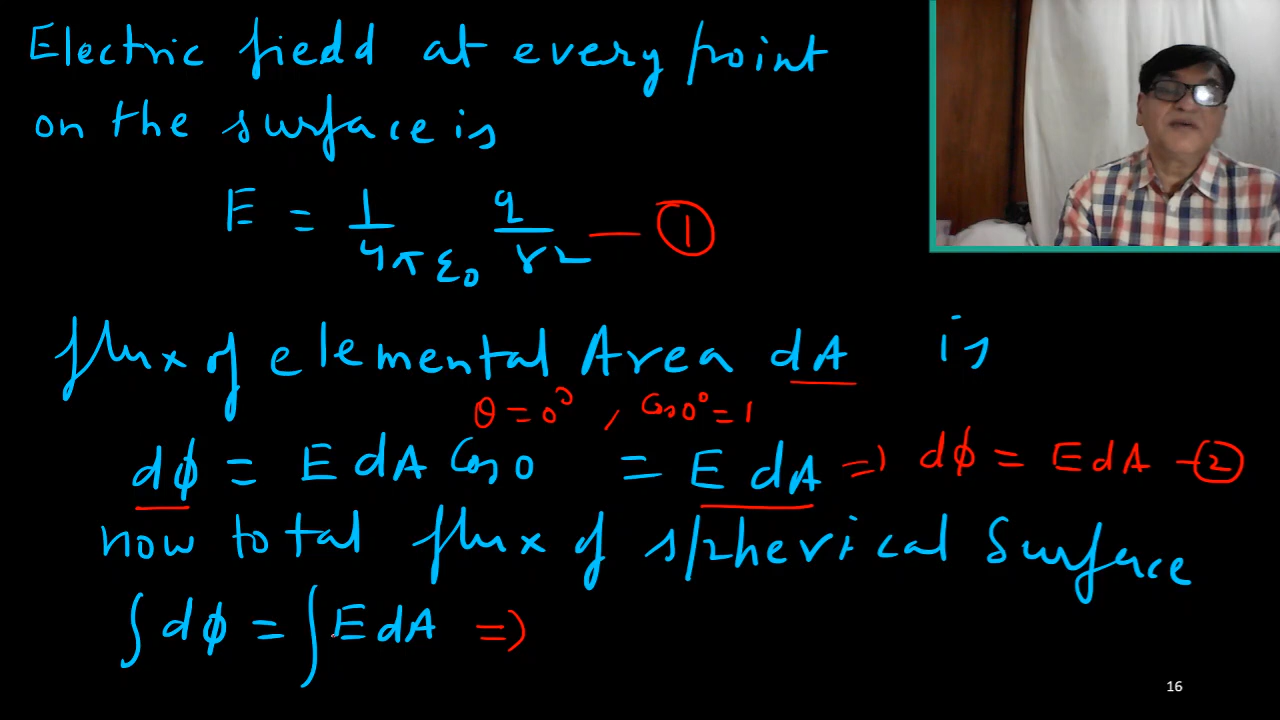 Electric field at every point
on the surface is
E = 1/4πε₀ q/r² — ①
flux of elemental Area dA is
θ = 0°, Cos 0° = 1
dϕ = E dA Cos 0 = E dA => dϕ = E dA -②
now total flux of spherical Surface
∫ dϕ = ∫ E dA =>
16